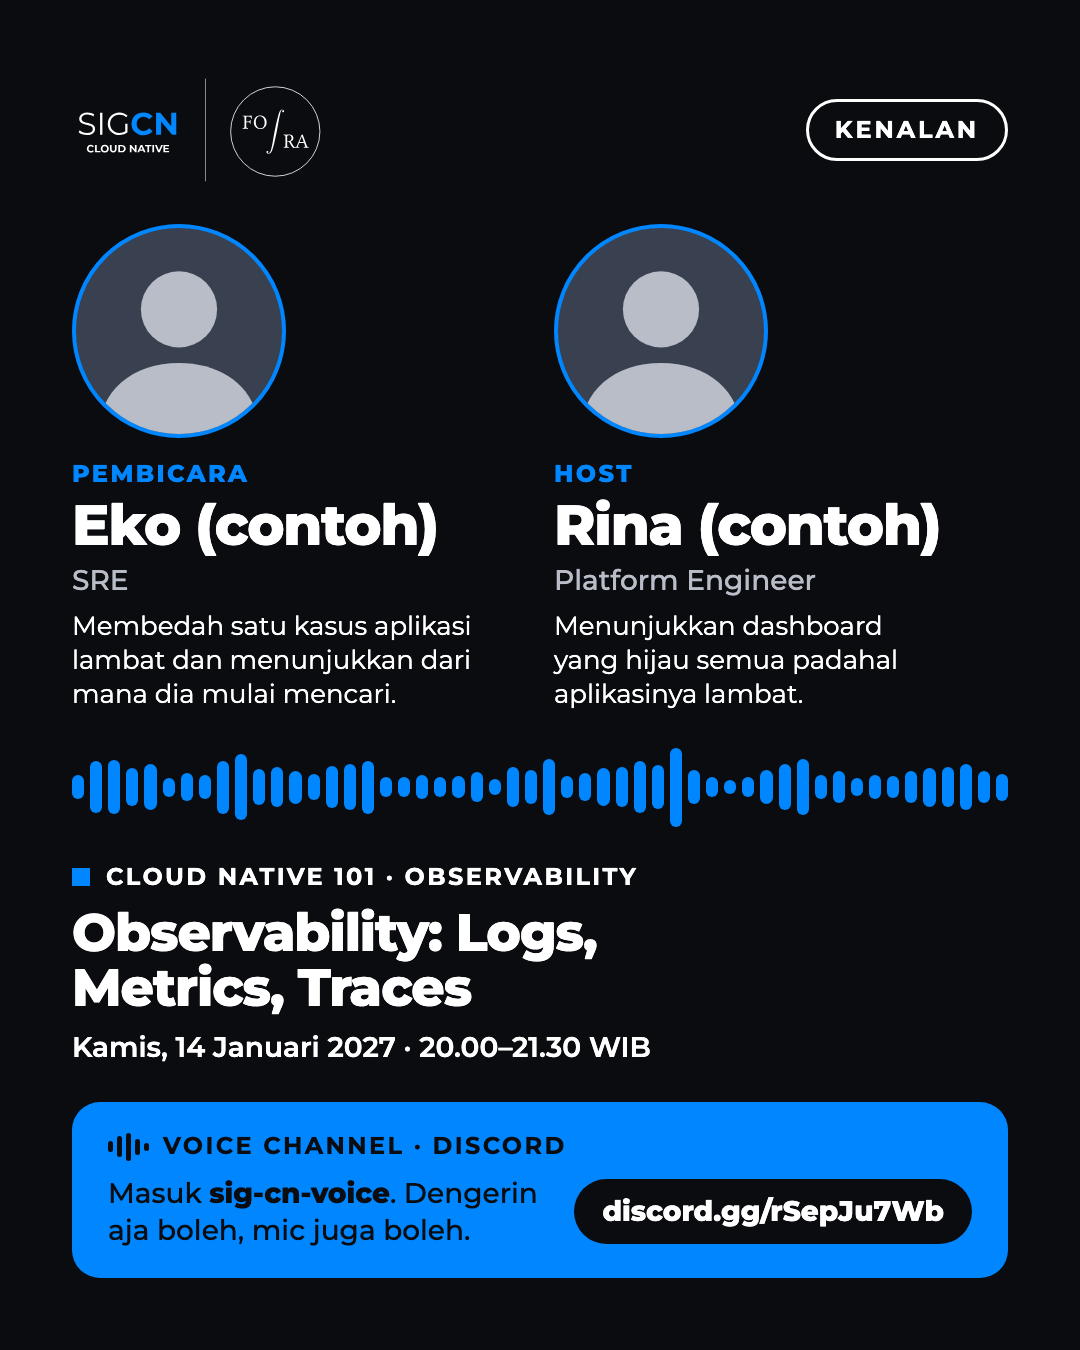 SIGCN
CLOUD NATIVE
FO
RA
KENALAN
PEMBICARA
Eko (contoh)
SRE
Membedah satu kasus aplikasi
lambat dan menunjukkan dari
mana dia mulai mencari.
HOST
Rina (contoh)
Platform Engineer
Menunjukkan dashboard
yang hijau semua padahal
aplikasinya lambat.
CLOUD NATIVE 101 · OBSERVABILITY
Observability: Logs,
Metrics, Traces
Kamis, 14 Januari 2027 · 20.00–21.30 WIB
VOICE CHANNEL · DISCORD
Masuk sig-cn-voice. Dengerin
aja boleh, mic juga boleh.
discord.gg/rSepJu7Wb